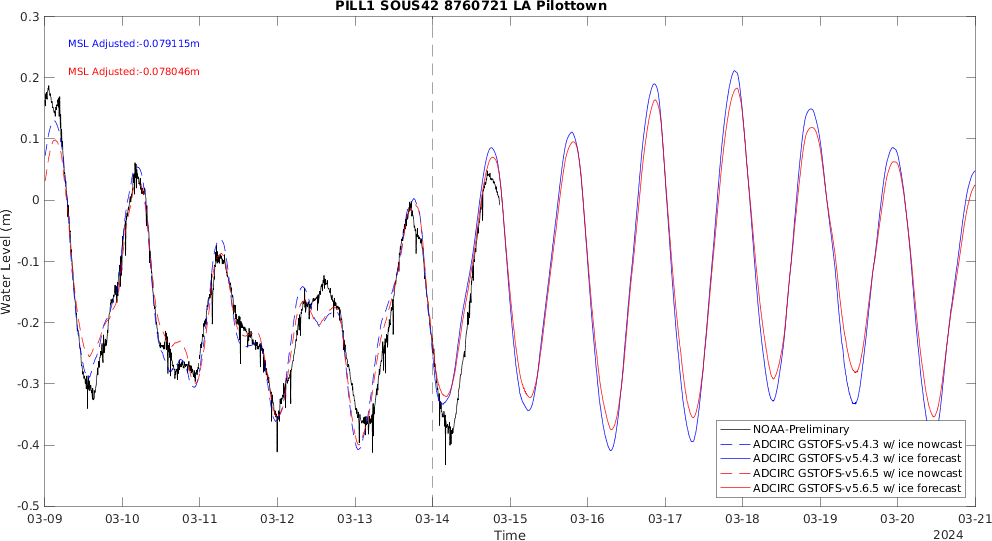 PILL1 SOUS42 8760721 LA Pilottown
MSL Adjusted:-0.079115m
MSL Adjusted:-0.078046m
Water Level (m)
0.3
0.2
0.1
0
-0.1
-0.2
-0.3
-0.4
-0.5
NOAA-Preliminary
ADCIRC GSTOFS-v5.4.3 w/ ice nowcast
ADCIRC GSTOFS-v5.4.3 w/ ice forecast
ADCIRC GSTOFS-v5.6.5 w/ ice nowcast
ADCIRC GSTOFS-v5.6.5 w/ ice forecast
03-09 03-10 03-11 03-12 03-13 03-14 03-15 03-16 03-17 03-18 03-19 03-20 03-21
Time
2024